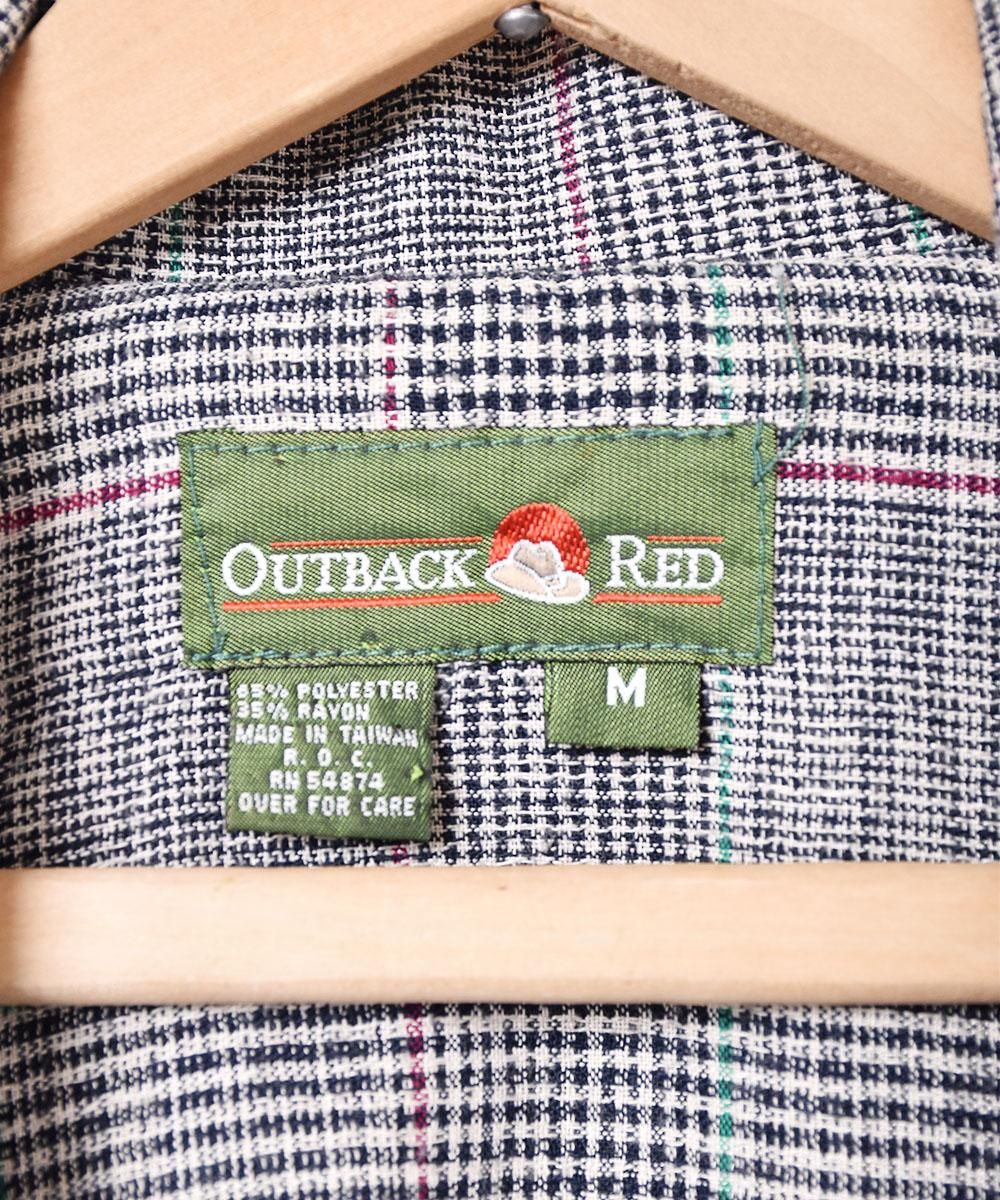 OUTBACK RED
65% POLYESTER
35% RAYON
MADE IN TAIWAN
R. O. C.
RN 54874
OVER FOR CARE
M